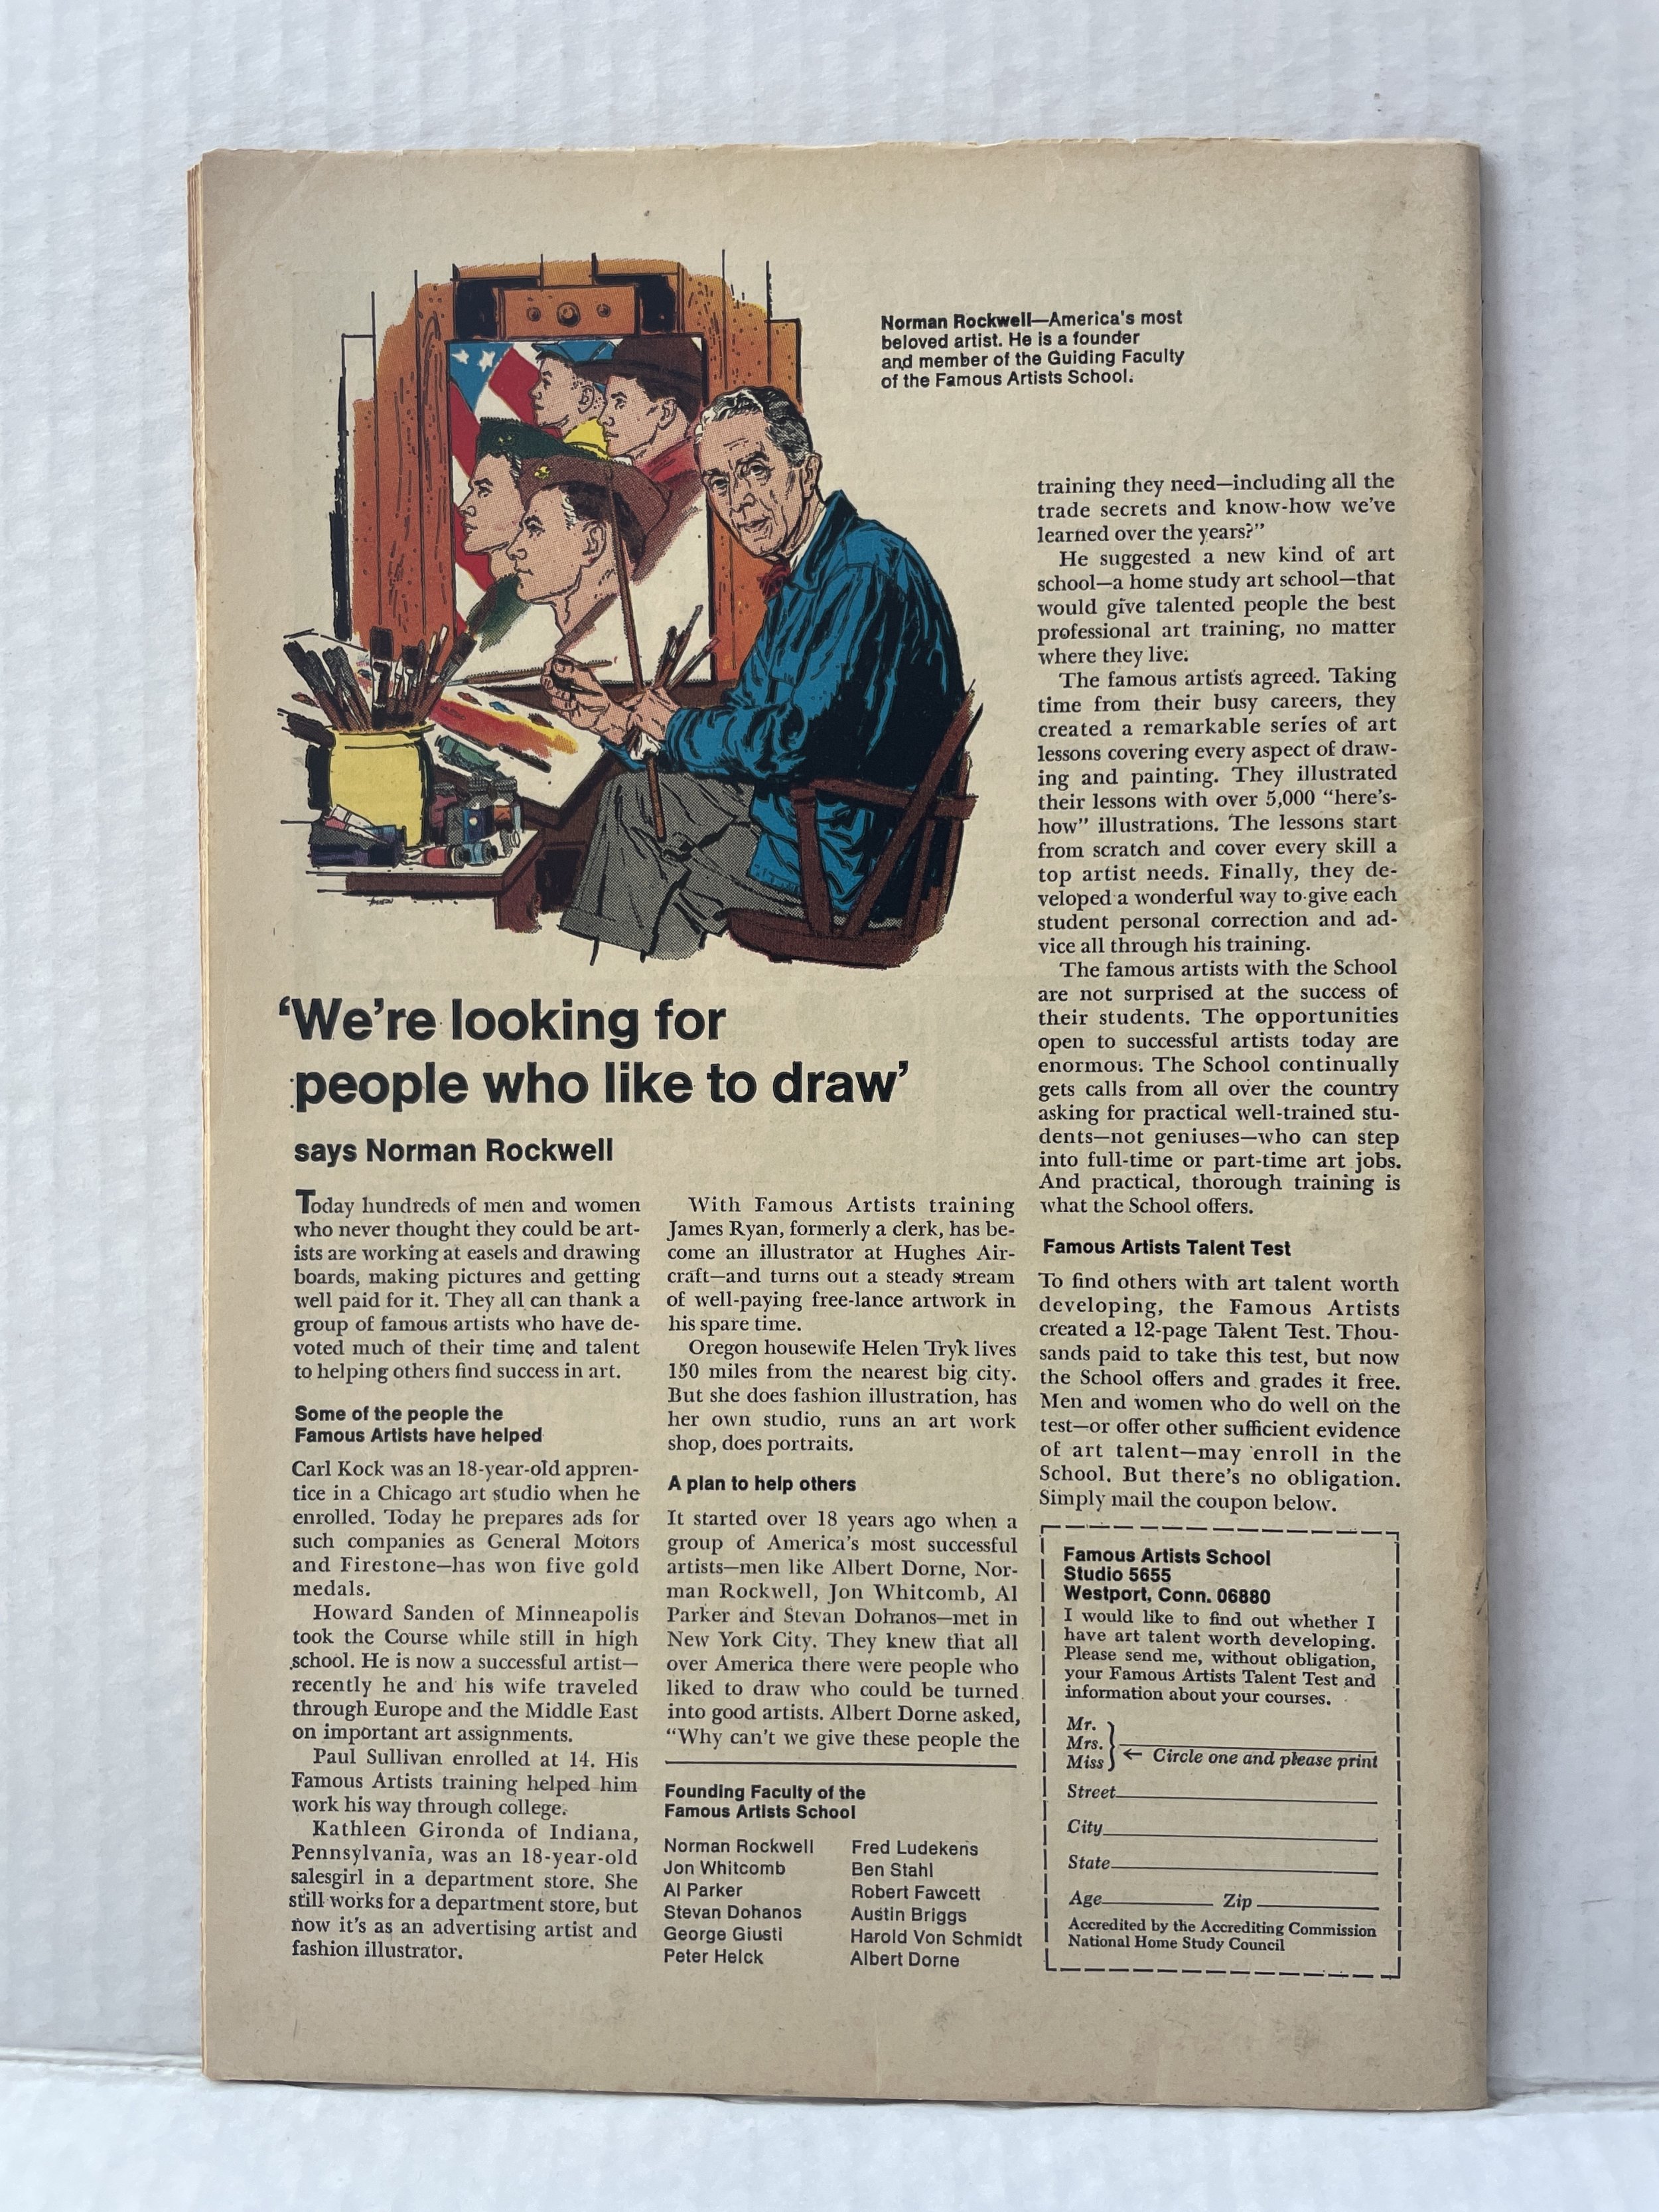 Norman Rockwell—America's most
beloved artist. He is a founder
and member of the Guiding Faculty
of the Famous Artists School.
‘We’re looking for
people who like to draw’
says Norman Rockwell
Today hundreds of men and women
who never thought they could be art-
ists are working at easels and drawing
boards, making pictures and getting
well paid for it. They all can thank a
group of famous artists who have de-
voted much of their time and talent
to helping others find success in art.
Some of the people the
Famous Artists have helped
Carl Kock was an 18-year-old appren-
tice in a Chicago art studio when he
enrolled. Today he prepares ads for
such companies as General Motors
and Firestone—has won five gold
medals.
Howard Sanden of Minneapolis
took the Course while still in high
school. He is now a successful artist—
recently he and his wife traveled
through Europe and the Middle East
on important art assignments.
Paul Sullivan enrolled at 14. His
Famous Artists training helped him
work his way through college.
Kathleen Gironda of Indiana,
Pennsylvania, was an 18-year-old
salesgirl in a department store. She
still works for a department store, but
now it's as an advertising artist and
fashion illustrator.
With Famous Artists training
James Ryan, formerly a clerk, has be-
come an illustrator at Hughes Air-
craft—and turns out a steady stream
of well-paying free-lance artwork in
his spare time.
Oregon housewife Helen Tryk lives
150 miles from the nearest big city.
But she does fashion illustration, has
her own studio, runs an art work
shop, does portraits.
A plan to help others
It started over 18 years ago when a
group of America's most successful
artists—men like Albert Dorne, Nor-
man Rockwell, Jon Whitcomb, Al
Parker and Stevan Dohanos—met in
New York City. They knew that all
over America there were people who
liked to draw who could be turned
into good artists. Albert Dorne asked,
“Why can't we give these people the
training they need—including all the
trade secrets and know-how we've
learned over the years?”
He suggested a new kind of art
school—a home study art school—that
would give talented people the best
professional art training, no matter
where they live.
The famous artists agreed. Taking
time from their busy careers, they
created a remarkable series of art
lessons covering every aspect of draw-
ing and painting. They illustrated
their lessons with over 5,000 “here's-
how” illustrations. The lessons start
from scratch and cover every skill a
top artist needs. Finally, they de-
veloped a wonderful way to give each
student personal correction and ad-
vice all through his training.
The famous artists with the School
are not surprised at the success of
their students. The opportunities
open to successful artists today are
enormous. The School continually
gets calls from all over the country
asking for practical well-trained stu-
dents—not geniuses—who can step
into full-time or part-time art jobs.
And practical, thorough training is
what the School offers.
Famous Artists Talent Test
To find others with art talent worth
developing, the Famous Artists
created a 12-page Talent Test. Thou-
sands paid to take this test, but now
the School offers and grades it free.
Men and women who do well on the
test—or offer other sufficient evidence
of art talent—may enroll in the
School. But there's no obligation.
Simply mail the coupon below.
Founding Faculty of the
Famous Artists School
Norman Rockwell
Jon Whitcomb
Al Parker
Stevan Dohanos
George Giusti
Peter Helck
Fred Ludekens
Ben Stahl
Robert Fawcett
Austin Briggs
Harold Von Schmidt
Albert Dorne
Famous Artists School
Studio 5655
Westport, Conn. 06880
I would like to find out whether I
have art talent worth developing.
Please send me, without obligation,
your Famous Artists Talent Test and
information about your courses.
Mr.
Mrs.
Miss ← Circle one and please print
Street
City
State
Age Zip
Accredited by the Accrediting Commission
National Home Study Council